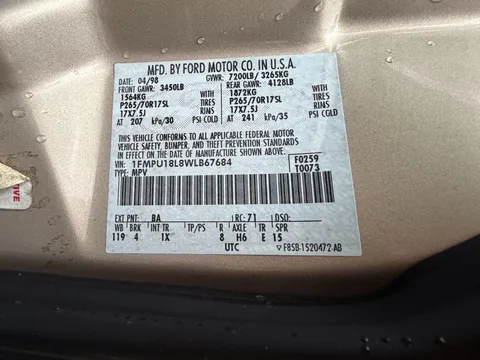 MFD. BY FORD MOTOR CO. IN U.S.A.
DATE: 04/98 GVWR: 7200LB/ 3265KG
FRONT GAWR: 3450LB REAR GAWR: 4128LB
1564KG WITH 1872KG WITH
P265/70R17SL TIRES P265/70R17SL TIRES
17X7.5J RIMS 17X7.5J RIMS
AT 207 kPa/30 PSI COLD AT 241 kPa/35 PSI COLD
THIS VEHICLE CONFORMS TO ALL APPLICABLE FEDERAL MOTOR
VEHICLE SAFETY, BUMPER, AND THEFT PREVENTION STANDARDS IN
EFFECT ON THE DATE OF MANUFACTURE SHOWN ABOVE.
VEH. IDENT. NO.: 1FMPU18L8WLB67684 F0259
TYPE: MPV T0073
EXT PNT: BA RC: 71 DSO:
WB BRK INT TR TP/PS R AXLE TR SPR
119 4 1X 8 H6 E 15
UTC F8SB-1520472-AB